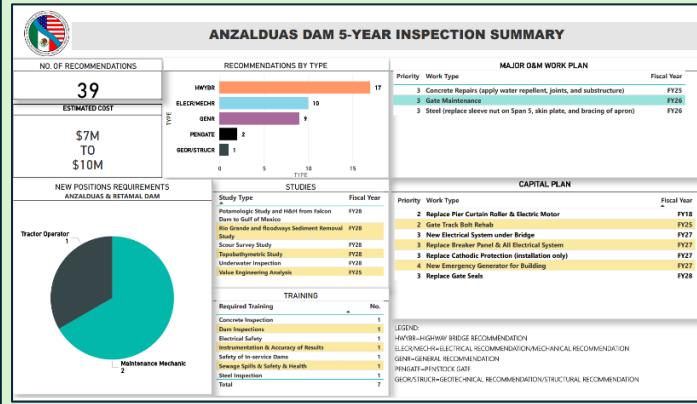 ANZALDUAS DAM 5-YEAR INSPECTION SUMMARY
NO. OF RECOMMENDATIONS
39
ESTIMATED COST
$7M
TO
$10M
RECOMMENDATIONS BY TYPE
TYPE
HWYBR 17
ELECR/MECHR 10
GENR 9
PENGATE 2
GEOR/STRUCR 1
0 5 10 15
TYPE
MAJOR O&M WORK PLAN
Priority Work Type Fiscal Year
3 Concrete Repairs (apply water repellent, joints, and substructure) FY25
3 Gate Maintenance FY26
3 Steel (replace sleeve nut on Span 5, skin plate, and bracing of apron) FY26
NEW POSITIONS REQUIREMENTS
ANZALDUAS & RETAMAL DAM
Tractor Operator
1
Maintenance Mechanic
2
STUDIES
Study Type Fiscal Year
Potamologic Study and H&H from Falcon FY28
Dam to Gulf of Mexico
Rio Grande and floodways Sediment Removal FY28
Study
Scour Survey Study FY28
Topobathymetric Study FY28
Underwater Inspection FY28
Value Engineering Analysis FY25
TRAINING
Required Training No.
Concrete Inspection 1
Dam Inspections 1
Electrical Safety 1
Instrumentation & Accuracy of Results 1
Safety of In-service Dams 1
Sewage Spills & Safety & Health 1
Steel Inspection 1
Total 7
CAPITAL PLAN
Priority Work Type Fiscal Year
2 Replace Pier Curtain Roller & Electric Motor FY18
2 Gate Track Bolt Rehab FY25
3 New Electrical System under Bridge FY27
3 Replace Breaker Panel & All Electrical System FY27
3 Replace Cathodic Protection (installation only) FY27
4 New Emergency Generator for Building FY27
3 Replace Gate Seals FY28
LEGEND:
HWYBR=HIGHWAY BRIDGE RECOMMENDATION
ELECR/MECHR=ELECTRICAL RECOMMENDATION/MECHANICAL RECOMMENDATION
GENR=GENERAL RECOMMENDATION
PENGATE=PENSTOCK GATE
GEOR/STRUCR=GEOTECHNICAL RECOMMENDATION/STRUCTURAL RECOMMENDATION